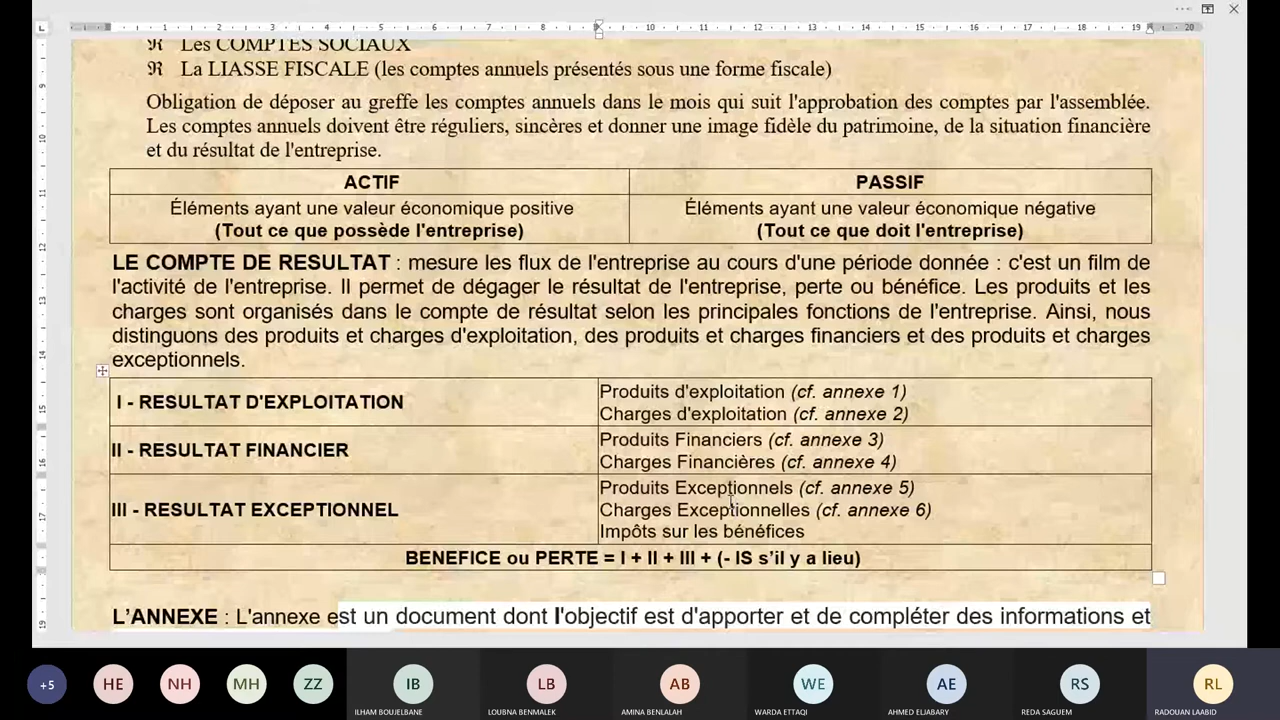 Les COMPTES SOCIAUX
La LIASSE FISCALE (les comptes annuels présentés sous une forme fiscale)
Obligation de déposer au greffe les comptes annuels dans le mois qui suit l'approbation des comptes par l'assemblée.
Les comptes annuels doivent être réguliers, sincères et donner une image fidèle du patrimoine, de la situation financière
et du résultat de l'entreprise.
ACTIF
PASSIF
Éléments ayant une valeur économique positive
(Tout ce que possède l'entreprise)
Éléments ayant une valeur économique négative
(Tout ce que doit l'entreprise)
LE COMPTE DE RESULTAT : mesure les flux de l'entreprise au cours d'une période donnée : c'est un film de
l'activité de l'entreprise. Il permet de dégager le résultat de l'entreprise, perte ou bénéfice. Les produits et les
charges sont organisés dans le compte de résultat selon les principales fonctions de l'entreprise. Ainsi, nous
distinguons des produits et charges d'exploitation, des produits et charges financiers et des produits et charges
exceptionnels.
I - RESULTAT D'EXPLOITATION
Produits d'exploitation (cf. annexe 1)
Charges d'exploitation (cf. annexe 2)
II - RESULTAT FINANCIER
Produits Financiers (cf. annexe 3)
Charges Financières (cf. annexe 4)
III - RESULTAT EXCEPTIONNEL
Produits Exceptionnels (cf. annexe 5)
Charges Exceptionnelles (cf. annexe 6)
Impôts sur les bénéfices
BENEFICE ou PERTE = I + II + III + (- IS s’il y a lieu)
L’ANNEXE : L'annexe est un document dont l'objectif est d'apporter et de compléter des informations et
+5 HE NH MH ZZ IB LB AB WE AE RS RL
ILHAM BOUJELBANE LOUBNA BENMALEK AMINA BENLALAH WARDA ETTAQI AHMED ELJABARY REDA SAGUEM RADOUAN LAABID